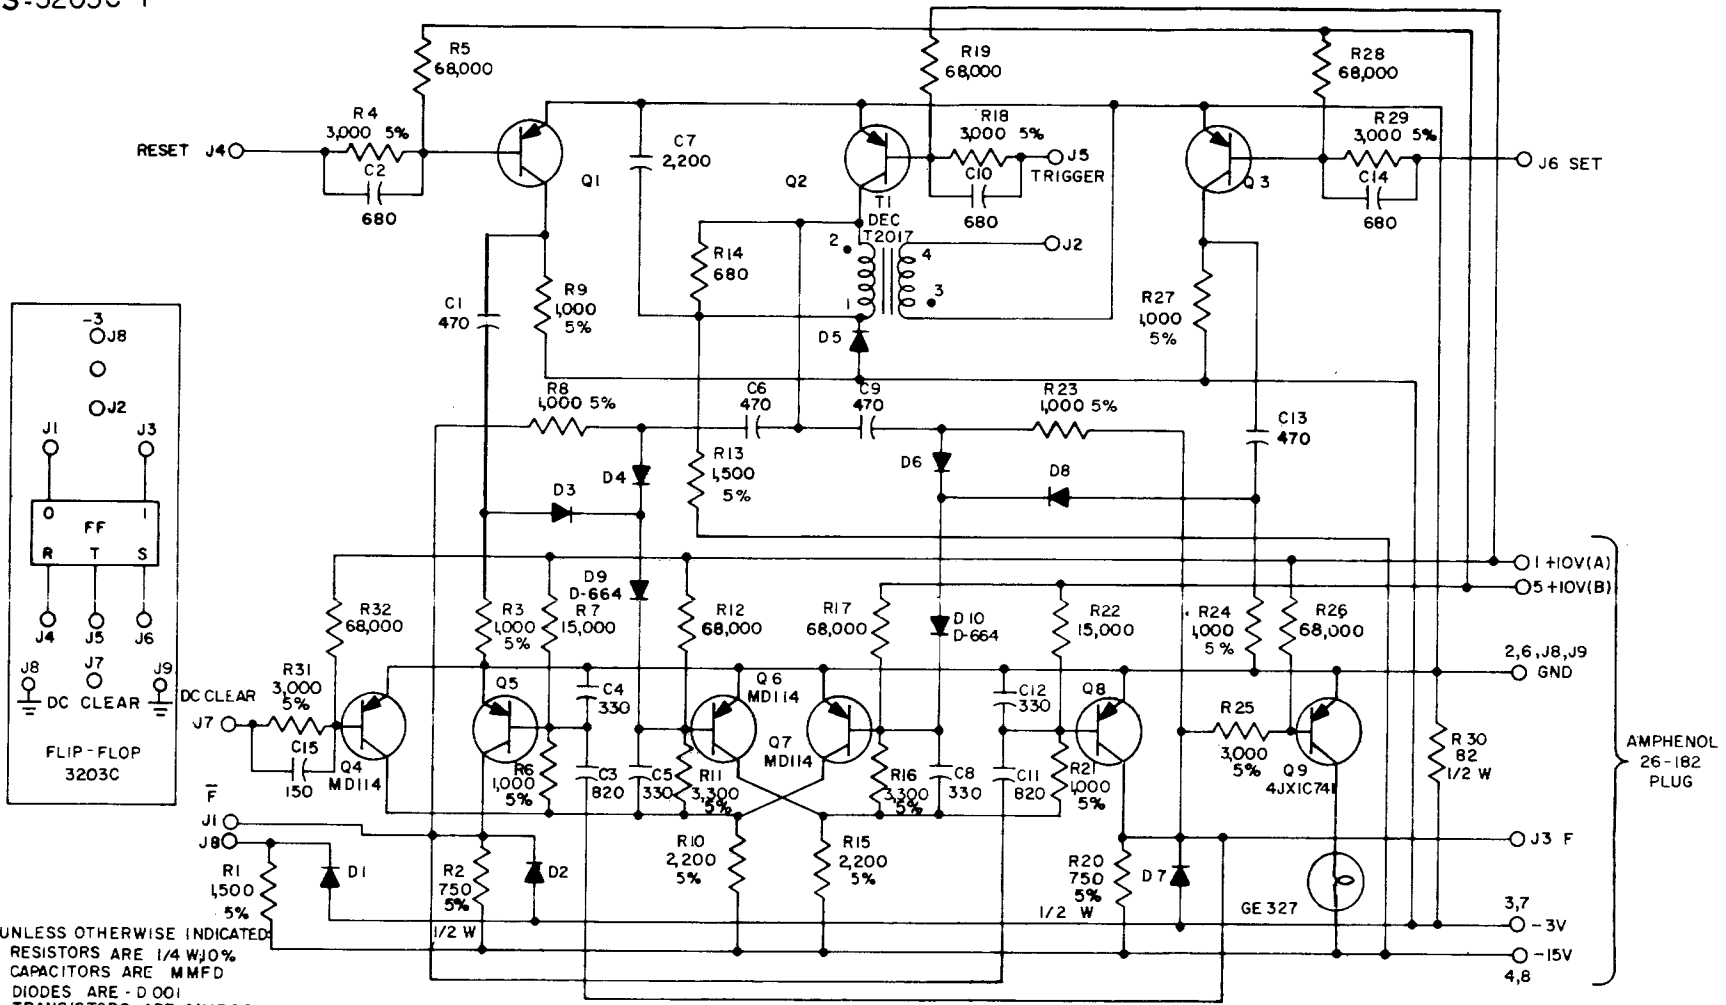 S-3203C-1
R5
68,000
R19
68,000
R28
68,000
R4
3,000 5%
RESET J4
C2
680
Q1
C7
2,200
Q2
R18
3,000 5%
J5
TRIGGER
C10
680
R29
3,000 5%
J6 SET
C14
680
Q3
T1
DEC
T2017
2
4
J2
1
3
R14
680
C1
470
R9
1,000
5%
R27
1,000
5%
D5
-3
J8
J2
J1
J3
0
1
FF
R T S
J4
J5
J6
J8
J7
J9
DC CLEAR
FLIP-FLOP
3203C
R8
1,000 5%
C6
470
C9
470
R23
1,000 5%
C13
470
D4
R13
1,500
5%
D6
D8
D3
1 +10V(A)
5 +10V(B)
D9
D-664
R32
68,000
R3
1,000
5%
R7
15,000
R12
68,000
R17
68,000
D10
D-664
R22
15,000
R24
1,000
5%
R26
68,000
2,6,J8,J9
GND
R31
3,000
5%
DC CLEAR
J7
C15
150
Q4
MD114
Q5
C4
330
Q6
MD114
Q7
MD114
C12
330
Q8
R25
3,000
5%
Q9
4JX1C741
R30
82
1/2 W
AMPHENOL
26-182
PLUG
R6
1,000
5%
C3
820
C5
330
R11
3,300
5%
R16
3,300
5%
C8
330
C11
820
R21
1,000
5%
F
J1
J8
R1
1,500
5%
D1
R2
750
5%
1/2 W
D2
R10
2,200
5%
R15
2,200
5%
R20
750
5%
1/2 W
D7
GE 327
J3 F
3,7
-3V
-15V
4,8
UNLESS OTHERWISE INDICATED:
RESISTORS ARE 1/4 W,10%
CAPACITORS ARE MMFD
DIODES ARE - D 001